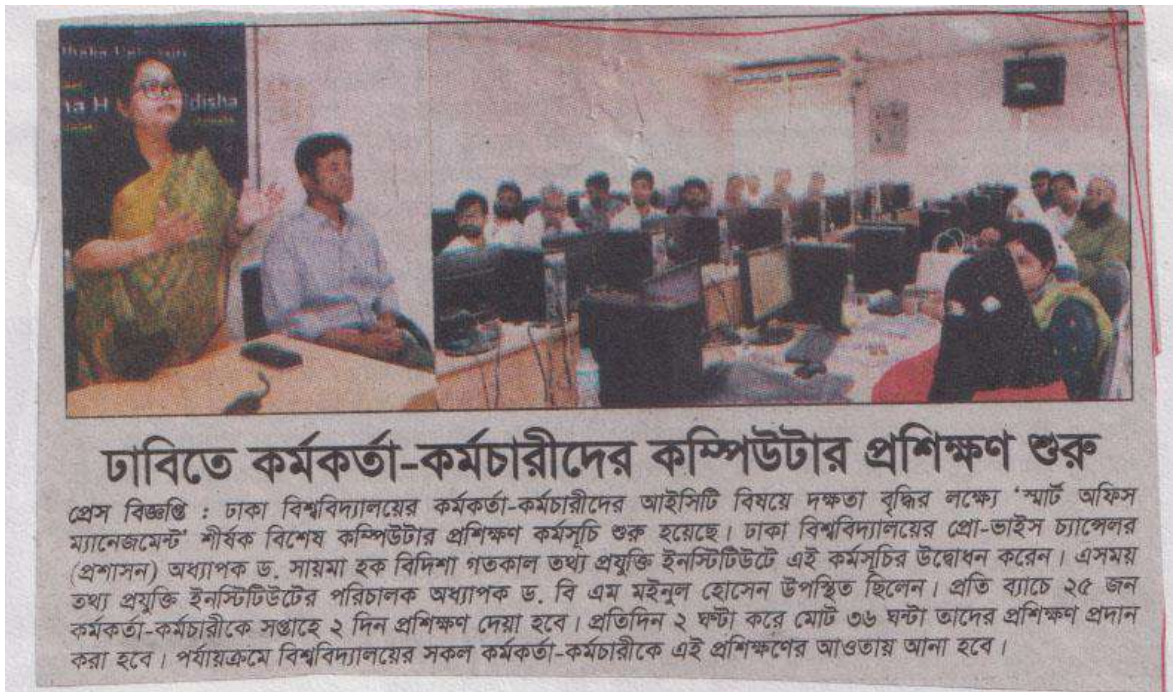 Dhaka University
na H
disha
ঢাবিতে কর্মকর্তা-কর্মচারীদের কম্পিউটার প্রশিক্ষণ শুরু
প্রেস বিজ্ঞপ্তি : ঢাকা বিশ্ববিদ্যালয়ের কর্মকর্তা-কর্মচারীদের আইসিটি বিষয়ে দক্ষতা বৃদ্ধির লক্ষ্যে ‘স্মার্ট অফিস
ম্যানেজমেন্ট’ শীর্ষক বিশেষ কম্পিউটার প্রশিক্ষণ কর্মসূচি শুরু হয়েছে। ঢাকা বিশ্ববিদ্যালয়ের প্রো-ভাইস চ্যান্সেলর
(প্রশাসন) অধ্যাপক ড. সায়মা হক বিদিশা গতকাল তথ্য প্রযুক্তি ইনস্টিটিউটে এই কর্মসূচির উদ্বোধন করেন। এসময়
তথ্য প্রযুক্তি ইনস্টিটিউটের পরিচালক অধ্যাপক ড. বি এম মইনুল হোসেন উপস্থিত ছিলেন। প্রতি ব্যাচে ২৫ জন
কর্মকর্তা-কর্মচারীকে সপ্তাহে ২ দিন প্রশিক্ষণ দেয়া হবে। প্রতিদিন ২ ঘণ্টা করে মোট ৩৬ ঘন্টা তাদের প্রশিক্ষণ প্রদান
করা হবে। পর্যায়ক্রমে বিশ্ববিদ্যালয়ের সকল কর্মকর্তা-কর্মচারীকে এই প্রশিক্ষণের আওতায় আনা হবে।